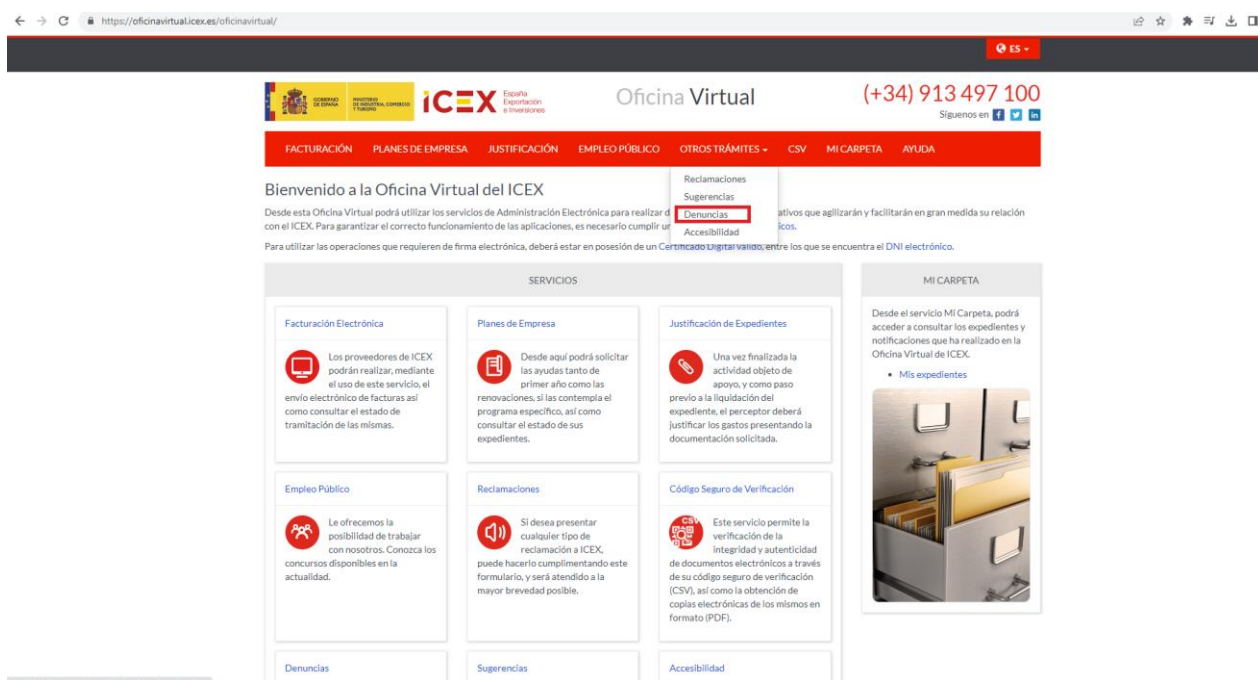 https://oficinavirtual.icex.es/oficinavirtual/
ES
GOBIERNO DE ESPAÑA
MINISTERIO DE INDUSTRIA, COMERCIO Y TURISMO
ICEX
España
Exportación
e Inversiones
Oficina Virtual
(+34) 913 497 100
Síguenos en
FACTURACIÓN PLANES DE EMPRESA JUSTIFICACIÓN EMPLEO PÚBLICO OTROS TRÁMITES CSV MI CARPETA AYUDA
Reclamaciones
Sugerencias
Denuncias
Accesibilidad
Bienvenido a la Oficina Virtual del ICEX
Desde esta Oficina Virtual podrá utilizar los servicios de Administración Electrónica para realizar d ativos que agilizarán y facilitarán en gran medida su relación
con el ICEX. Para garantizar el correcto funcionamiento de las aplicaciones, es necesario cumplir ur icos.
Para utilizar las operaciones que requieren de firma electrónica, deberá estar en posesión de un Certificado Digital válido, entre los que se encuentra el DNI electrónico.
SERVICIOS
Facturación Electrónica
Los proveedores de ICEX
podrán realizar, mediante
el uso de este servicio, el
envío electrónico de facturas así
como consultar el estado de
tramitación de las mismas.
Planes de Empresa
Desde aquí podrá solicitar
las ayudas tanto de
primer año como las
renovaciones, si las contempla el
programa específico, así como
consultar el estado de sus
expedientes.
Justificación de Expedientes
Una vez finalizada la
actividad objeto de
apoyo, y como paso
previo a la liquidación del
expediente, el perceptor deberá
justificar los gastos presentando la
documentación solicitada.
Empleo Público
Le ofrecemos la
posibilidad de trabajar
con nosotros. Conozca los
concursos disponibles en la
actualidad.
Reclamaciones
Si desea presentar
cualquier tipo de
reclamación a ICEX,
puede hacerlo cumplimentando este
formulario, y será atendido a la
mayor brevedad posible.
Código Seguro de Verificación
CSV
Este servicio permite la
verificación de la
integridad y autenticidad
de documentos electrónicos a través
de su código seguro de verificación
(CSV), así como la obtención de
copias electrónicas de los mismos en
formato (PDF).
Denuncias
Sugerencias
Accesibilidad
MI CARPETA
Desde el servicio Mi Carpeta, podrá
acceder a consultar los expedientes y
notificaciones que ha realizado en la
Oficina Virtual de ICEX.
Mis expedientes